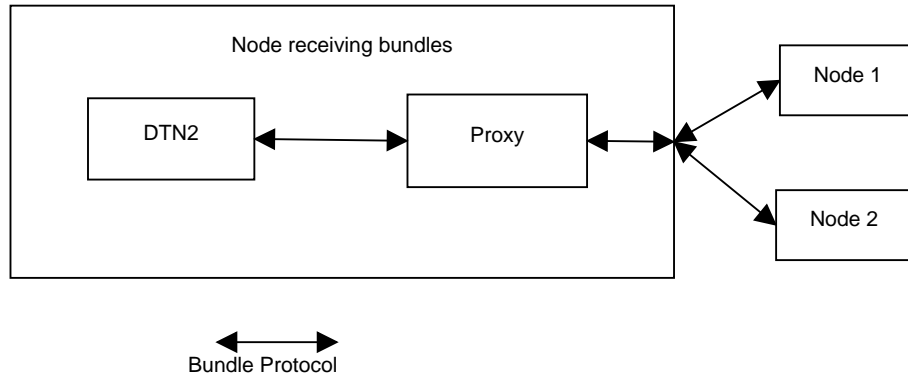 Node receiving bundles
Node 1
DTN2
Proxy
Node 2
Bundle Protocol